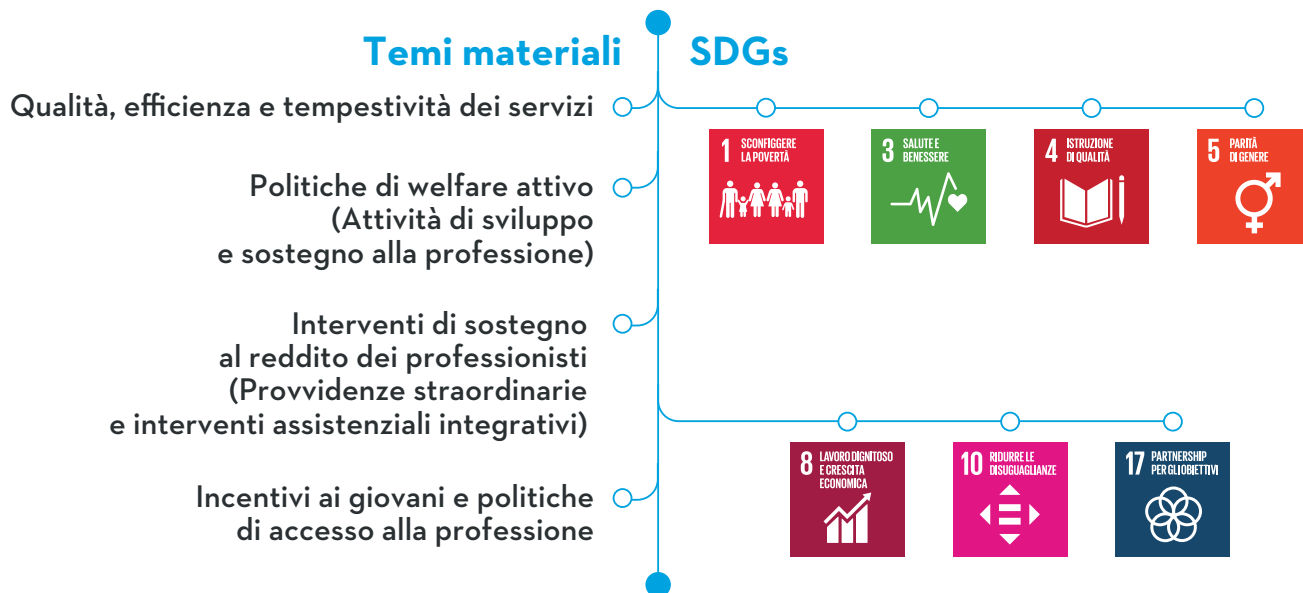 Temi materiali
SDGs
Qualità, efficienza e tempestività dei servizi
Politiche di welfare attivo
(Attività di sviluppo
e sostegno alla professione)
Interventi di sostegno
al reddito dei professionisti
(Provvidenze straordinarie
e interventi assistenziali integrativi)
Incentivi ai giovani e politiche
di accesso alla professione
1 SCONFIGGERE
LA POVERTÀ
3 SALUTE E
BENESSERE
4 ISTRUZIONE
DI QUALITÀ
5 PARITÀ
DI GENERE
8 LAVORO DIGNITOSO
E CRESCITA
ECONOMICA
10 RIDURRE LE
DISUGUAGLIANZE
17 PARTNERSHIP
PER GLI OBIETTIVI